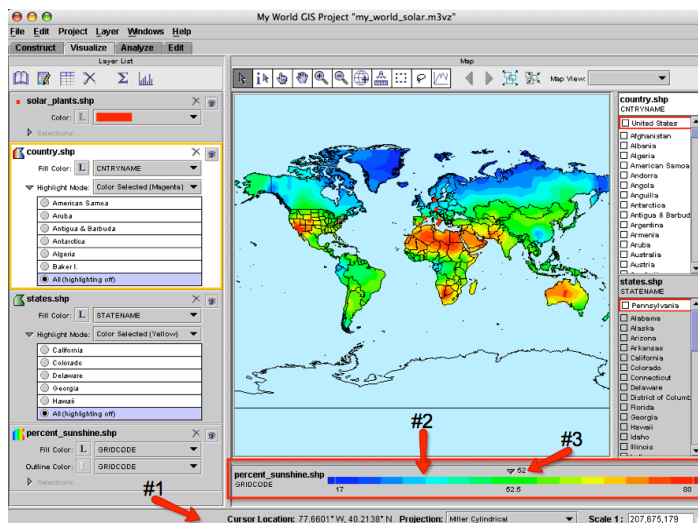 My World GIS Project "my_world_solar.m3vz"
File Edit Project Layer Windows Help
Construct Visualize Analyze Edit
Layer List
Map
Map View:
solar_plants.shp
Color: L
Selections...
country.shp
Fill Color: L CNTRYNAME
Highlight Mode: Color Selected (Magenta)
American Samoa
Aruba
Antigua & Barbuda
Antarctica
Algeria
Baker I.
All (highlighting off)
states.shp
Fill Color: L STATENAME
Highlight Mode: Color Selected (Yellow)
California
Colorado
Delaware
Georgia
Hawaii
All (highlighting off)
percent_sunshine.shp
Fill Color: L GRIDCODE
Outline Color: L GRIDCODE
Selections...
country.shp
CNTRYNAME
United States
Afghanistan
Albania
Algeria
American Samoa
Andorra
Angola
Anguilla
Antarctica
Antigua & Barbud
Argentina
Armenia
Aruba
Australia
Austria
states.shp
STATENAME
Pennsylvania
Alabama
Alaska
Arizona
Arkansas
California
Colorado
Connecticut
Delaware
District of Columb
Florida
Georgia
Hawaii
Idaho
Illinois
#2
#3
percent_sunshine.shp
GRIDCODE
52
17 52.5 88
#1
Cursor Location: 77.6601° W, 40.2138° N Projection: Miller Cylindrical Scale 1: 207,675,179